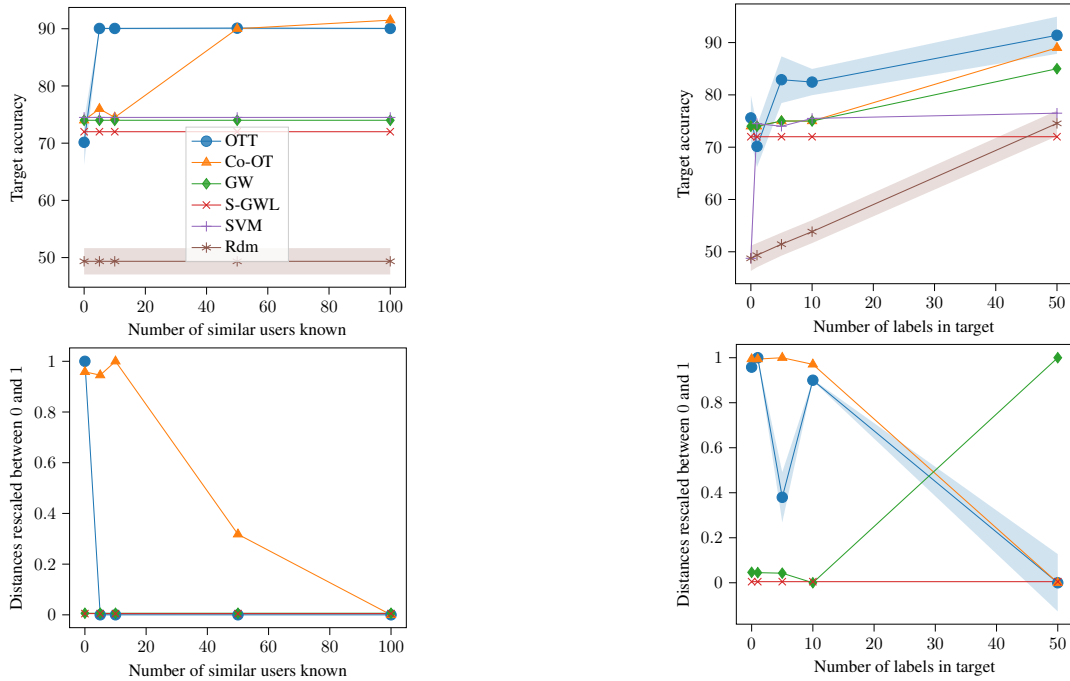 90
80
70
60
50
Target accuracy
OTT
Co-OT
GW
S-GWL
SVM
Rdm
0 20 40 60 80 100
Number of similar users known
90
80
70
60
50
Target accuracy
0 10 20 30 40 50
Number of labels in target
1
0.8
0.6
0.4
0.2
0
Distances rescaled between 0 and 1
0 20 40 60 80 100
Number of similar users known
1
0.8
0.6
0.4
0.2
0
Distances rescaled between 0 and 1
0 10 20 30 40 50
Number of labels in target